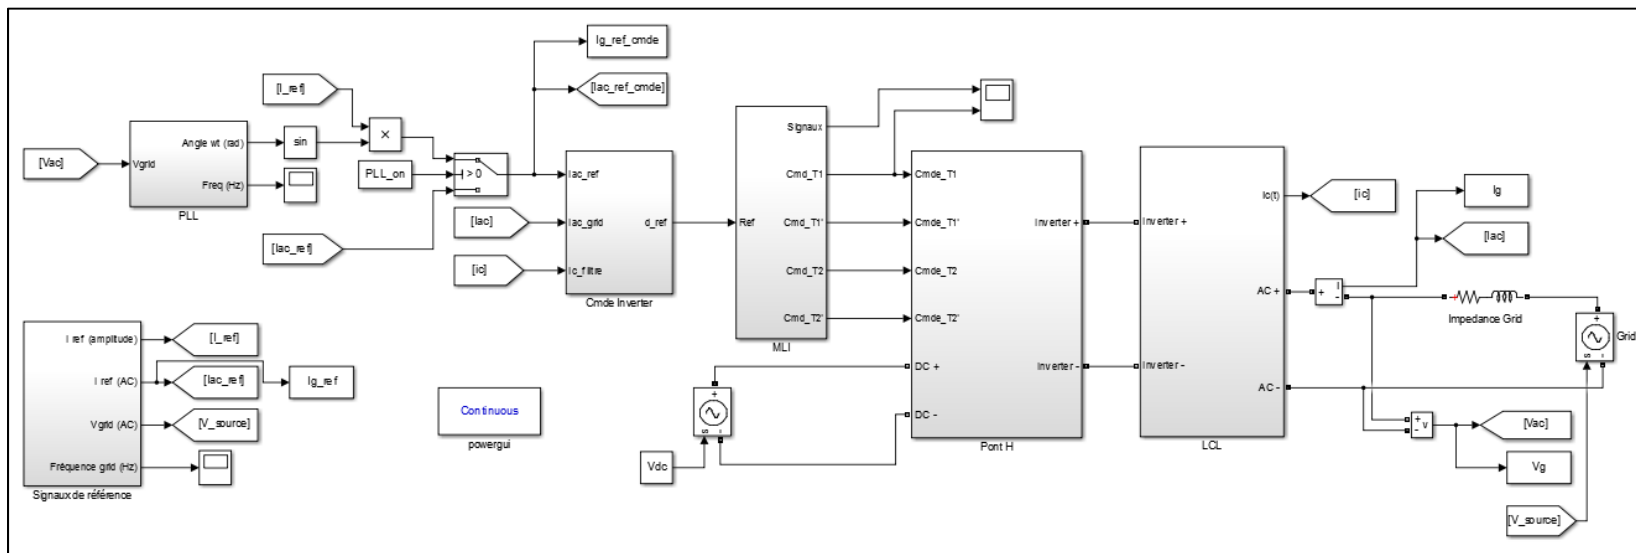 Ig_ref_cmde
[I_ref]
[Iac_ref_cmde]
Signaux
Angle wt (rad)
sin
×
[Vac]
Vgrid
PLL_on
> 0
Iac_ref
Cmd_T1
Cmde_T1
Freq (Hz)
PLL
Ic(t)
[ic]
Ig
[Iac]
Iac_grid
d_ref
Ref
Cmd_T1'
Cmde_T1'
Inverter +
Inverter +
[Iac]
[Iac_ref]
[ic]
Ic_filtre
Cmd_T2
Cmde_T2
Cmde Inverter
AC +
+
I
-
Cmd_T2'
Cmde_T2'
Impedance Grid
MLI
+
Grid
s
-
I ref (amplitude)
[I_ref]
DC +
Inverter -
Inverter -
I ref (AC)
[Iac_ref]
Ig_ref
AC -
+
s
-
DC -
Continuous
powergui
Vgrid (AC)
[V_source]
+
-
v
[Vac]
Pont H
LCL
Fréquence grid (Hz)
Vdc
Vg
Signaux de référence
[V_source]